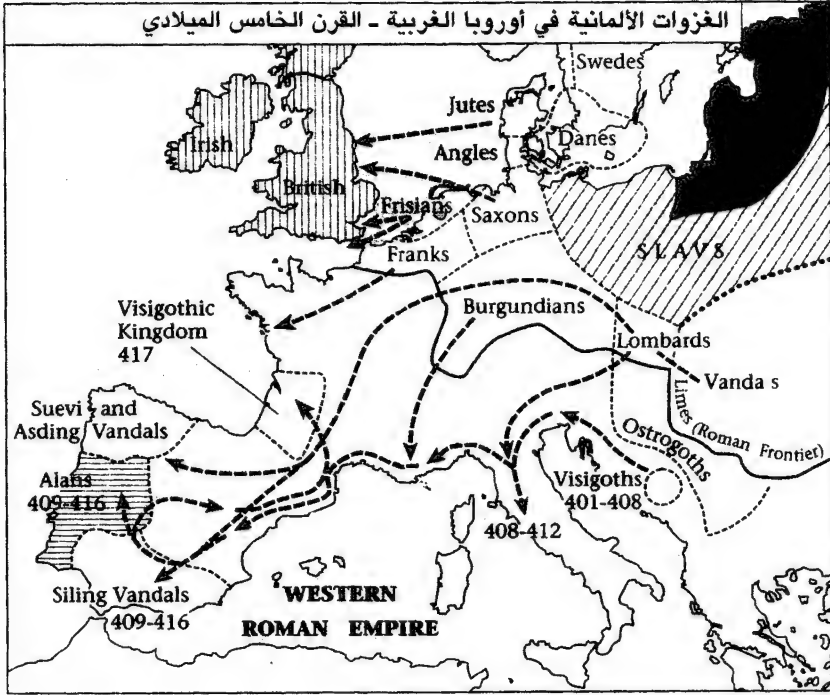 الغزوات الألمانية في أوروبا الغربية ـ القرن الخامس الميلادي
Swedes
Jutes
Danes
Angles
Irish
British
Frisians
Saxons
SLAVS
Franks
Visigothic
Kingdom
417
Burgundians
Lombards
Vanda s
Limes (Roman Frontier)
Suevi and
Asding Vandals
Ostrogoths
Alans
409-416
Visigoths
401-408
408-412
Siling Vandals
409-416
WESTERN
ROMAN EMPIRE